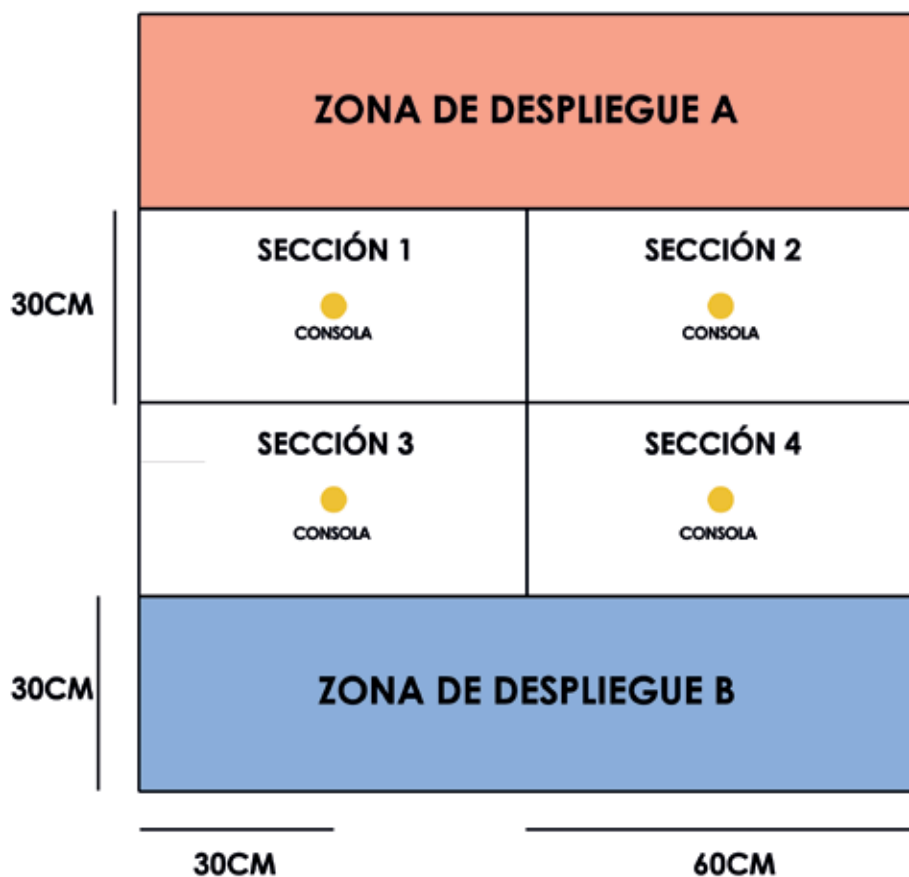 ZONA DE DESPLIEGUE A
SECCIÓN 1
SECCIÓN 2
30CM
CONSOLA
CONSOLA
SECCIÓN 3
SECCIÓN 4
CONSOLA
CONSOLA
30CM
ZONA DE DESPLIEGUE B
30CM
60CM